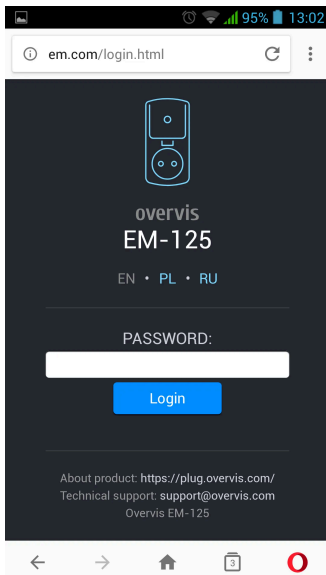 95% 13:02
em.com/login.html
overvis
EM-125
EN • PL • RU
PASSWORD:
Login
About product: https://plug.overvis.com/
Technical support: support@overvis.com
Overvis EM-125
3